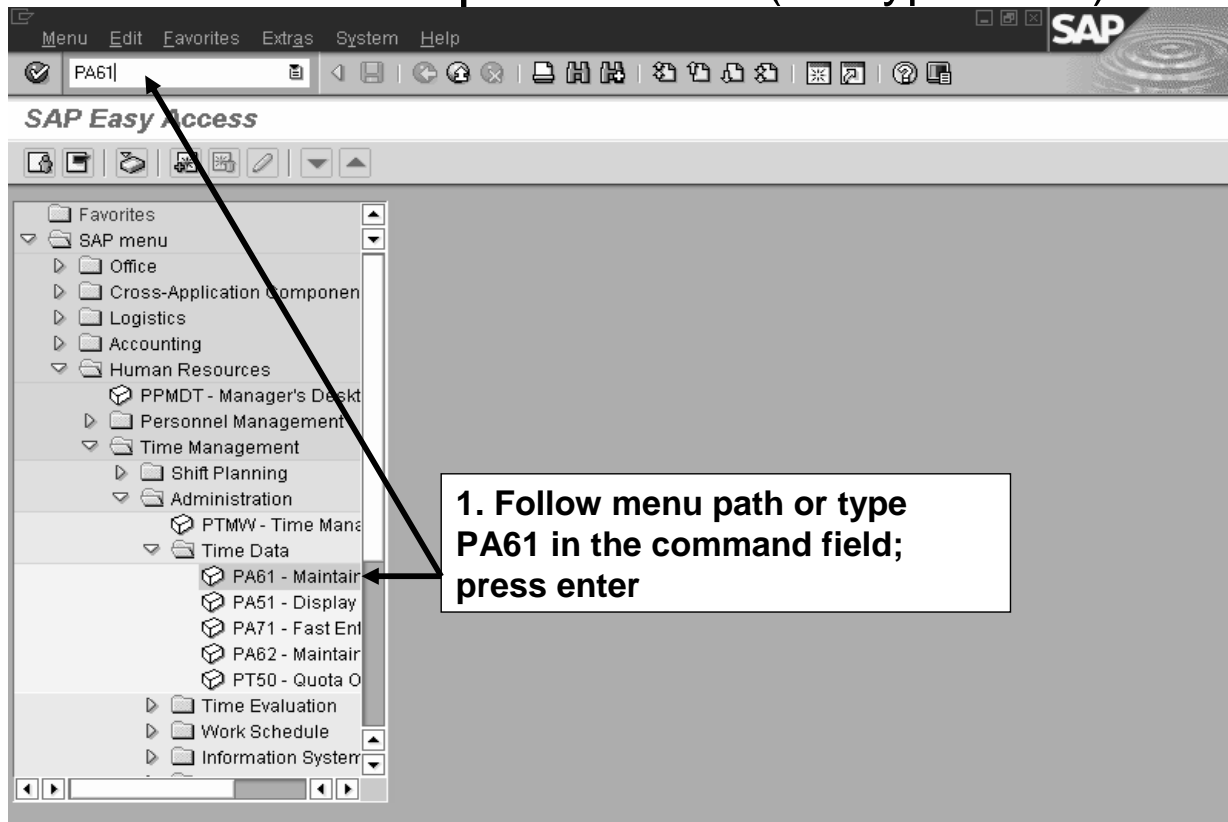 Menu Edit Favorites Extras System Help
SAP
PA61
SAP Easy Access
Favorites
SAP menu
Office
Cross-Application Componen
Logistics
Accounting
Human Resources
PPMDT - Manager's Deskt
Personnel Management
Time Management
Shift Planning
Administration
PTMW - Time Mana
Time Data
PA61 - Maintain
PA51 - Display
PA71 - Fast Ent
PA62 - Maintain
PT50 - Quota O
Time Evaluation
Work Schedule
Information System
1. Follow menu path or type
PA61 in the command field;
press enter